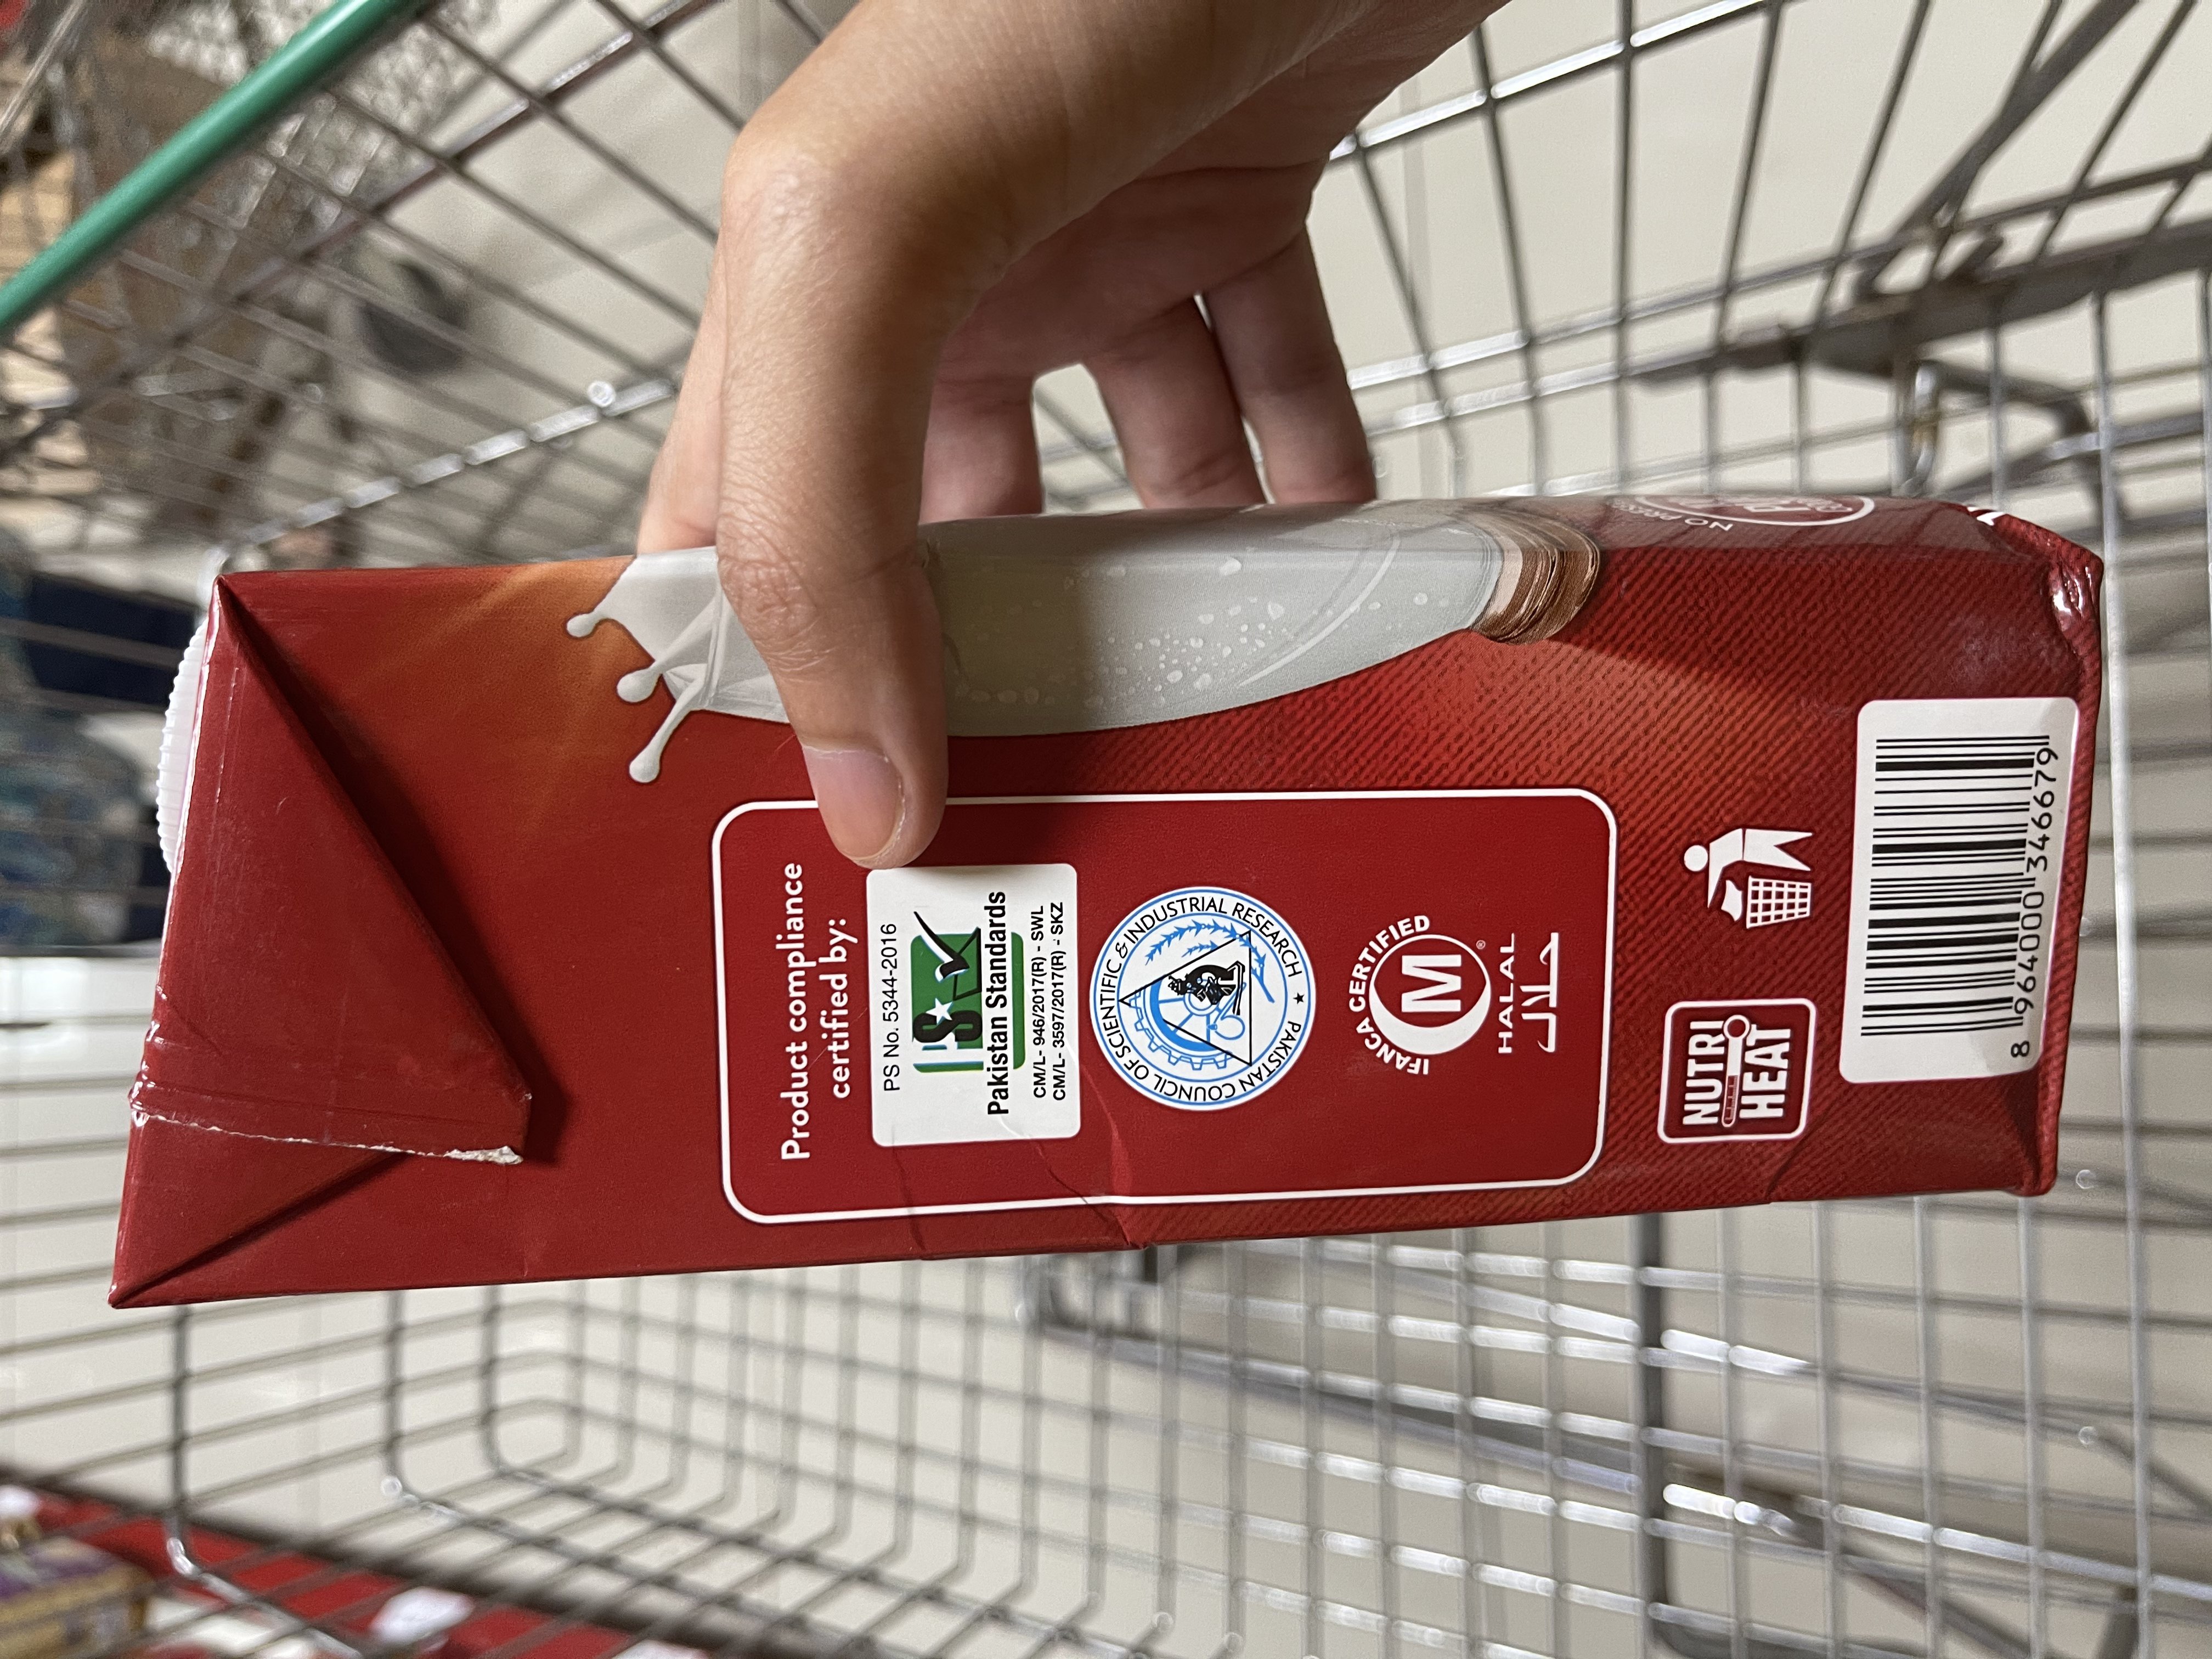 Product compliance
certified by:
PS No. 5344-2016
PS
Pakistan Standards
CM/L- 946/2017(R) - SWL
CM/L- 3597/2017(R) - SKZ
PAKISTAN COUNCIL OF SCIENTIFIC & INDUSTRIAL RESEARCH
IFANCA CERTIFIED
M
®
HALAL
حلال
NUTRI
HEAT
NO
8 964000 346679